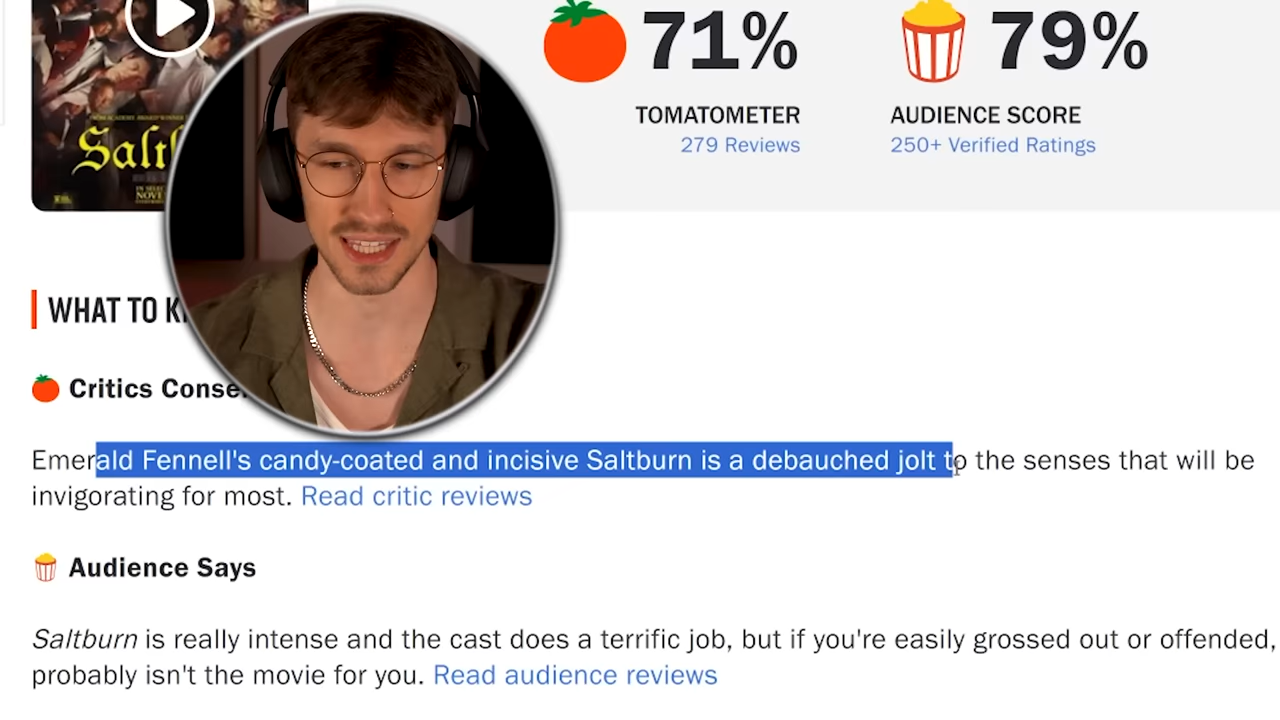 71%
79%
TOMATOMETER
AUDIENCE SCORE
279 Reviews
250+ Verified Ratings
WHAT TO
Critics
Emerald Fennell's candy-coated and incisive Saltburn is a debauched jolt to the senses that will be
invigorating for most. Read critic reviews
Audience Says
Saltburn is really intense and the cast does a terrific job, but if you're easily grossed out or offended,
probably isn't the movie for you. Read audience reviews